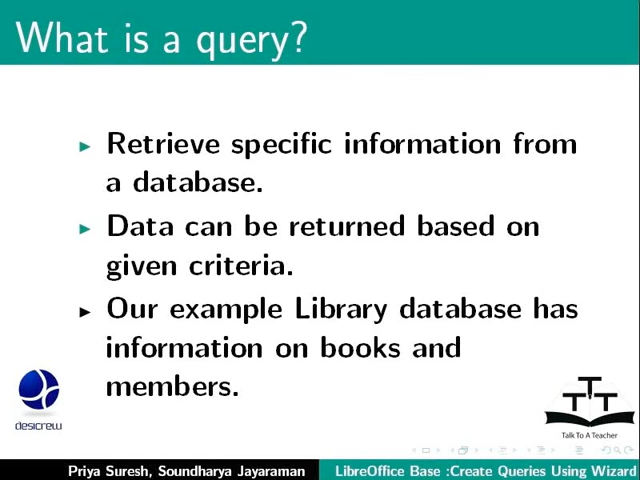 What is a query?
Retrieve specific information from
a database.
Data can be returned based on
given criteria.
Our example Library database has
information on books and
members.
desicrew
TTT
Talk To A Teacher
Priya Suresh, Soundharya Jayaraman
LibreOffice Base :Create Queries Using Wizard